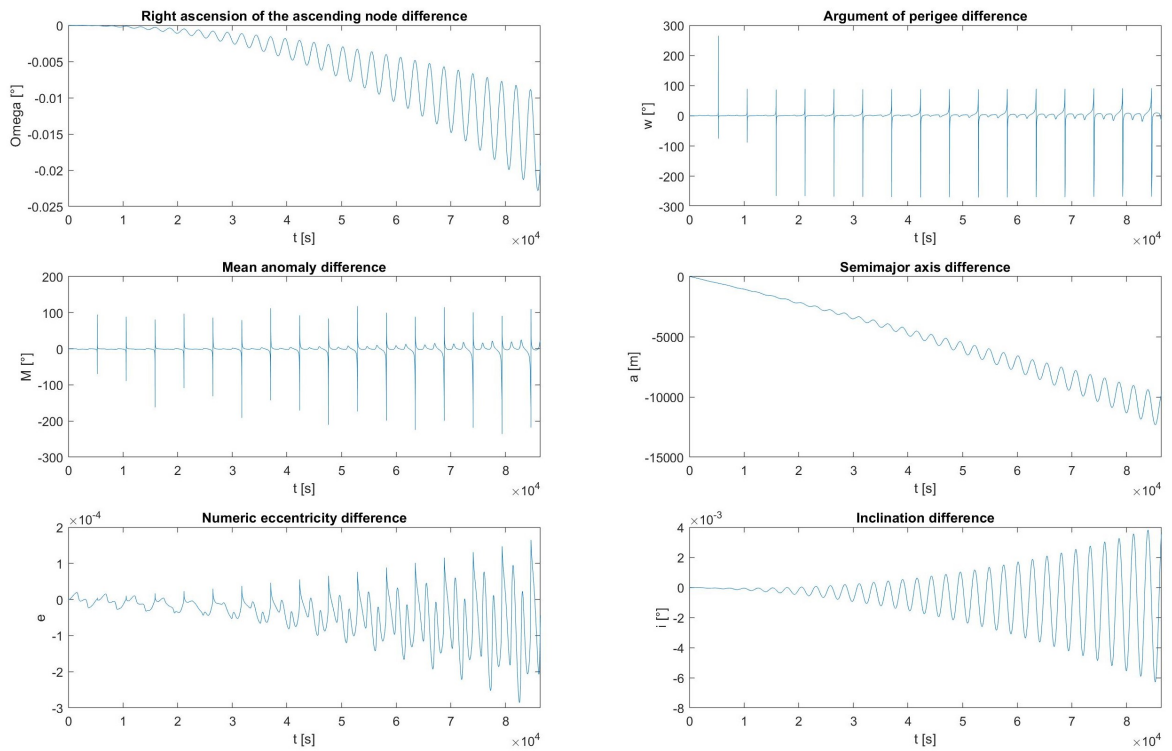 Right ascension of the ascending node difference
0
-0.005
-0.01
-0.015
-0.02
-0.025
Omega [°]
0 1 2 3 4 5 6 7 8
t [s]
×10^4
Argument of perigee difference
300
200
100
0
-100
-200
-300
w [°]
0 1 2 3 4 5 6 7 8
t [s]
×10^4
Mean anomaly difference
200
100
0
-100
-200
-300
M [°]
0 1 2 3 4 5 6 7 8
t [s]
×10^4
Semimajor axis difference
0
-5000
-10000
-15000
a [m]
0 1 2 3 4 5 6 7 8
t [s]
×10^4
Numeric eccentricity difference
×10^-4
2
1
0
-1
-2
-3
e
0 1 2 3 4 5 6 7 8
t [s]
×10^4
Inclination difference
×10^-3
4
2
0
-2
-4
-6
-8
i [°]
0 1 2 3 4 5 6 7 8
t [s]
×10^4